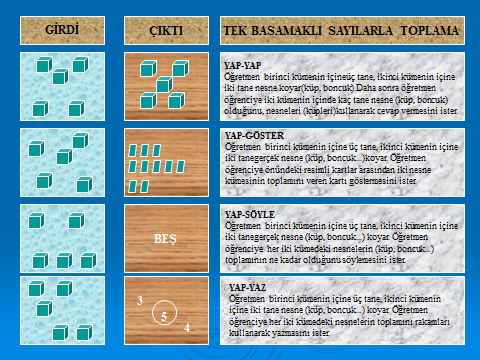 GİRDİ
ÇIKTI
TEK BASAMAKLI SAYILARLA TOPLAMA
YAP-YAP
Öğretmen birinci kümenin içineüç tane, ikinci kümenin içine
iki tane nesne koyar(küp, boncuk).Daha sonra öğretmen
öğrenciye iki kümenin içinde kaç tane nesne (küp, boncuk)
olduğunu, nesneleri (küpleri)kullanarak cevap vermesini ister.
YAP-GÖSTER
Öğretmen birinci kümenin içine üç tane, ikinci kümenin içine
iki tanegerçek nesne (küp, boncuk...)koyar. Öğretmen
öğrenciye önündeki resimli kartlar arasından iki nesne
kümesinin toplamını veren kartı göstermesini ister.
BEŞ
YAP-SÖYLE
Öğretmen birinci kümenin içine üç tane, ikinci kümenin içine
iki tanegerçek nesne (küp, boncuk...) koyar. Öğretmen
öğrenciye her iki kümedeki nesnelerin (küp, boncuk...)
toplamının ne kadar olduğunu söylemesini ister.
3
5
4
YAP-YAZ
Öğretmen birinci kümenin içine üç tane, ikinci kümenin
içine iki tane nesne (küp, boncuk...) koyar. Öğretmen
öğrenciye her iki kümedeki nesnelerin toplamını rakamları
kullanarak yazmasını ister.